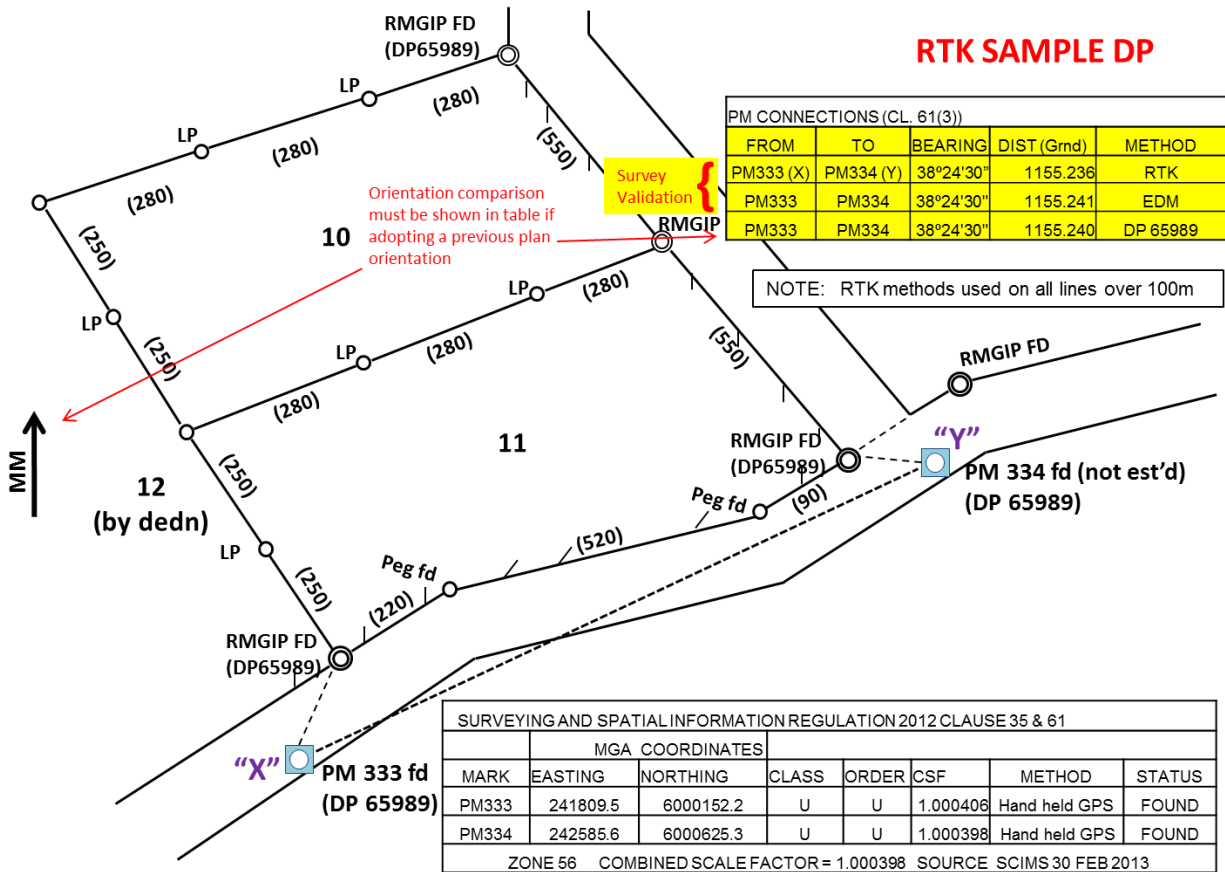 RTK SAMPLE DP
RMGIP FD
(DP65989)
LP
(280)
LP
(280)
(280)
(550)
PM CONNECTIONS (CL. 61(3))
FROM TO BEARING DIST (Grnd) METHOD
PM333 (X) PM334 (Y) 38º24'30" 1155.236 RTK
PM333 PM334 38º24'30" 1155.241 EDM
PM333 PM334 38º24'30" 1155.240 DP 65989
Survey
Validation {
NOTE: RTK methods used on all lines over 100m
Orientation comparison
must be shown in table if
adopting a previous plan
orientation
RMGIP
10
(250)
LP
(250)
LP
(280)
LP
(280)
(280)
(550)
RMGIP FD
MM
12
(by dedn)
11
(250)
LP
(250)
RMGIP FD
(DP65989)
"Y"
PM 334 fd (not est'd)
(DP 65989)
Peg fd
(90)
(520)
Peg fd
(220)
RMGIP FD
(DP65989)
"X"
PM 333 fd
(DP 65989)
SURVEYING AND SPATIAL INFORMATION REGULATION 2012 CLAUSE 35 & 61
MGA COORDINATES
MARK EASTING NORTHING CLASS ORDER CSF METHOD STATUS
PM333 241809.5 6000152.2 U U 1.000406 Hand held GPS FOUND
PM334 242585.6 6000625.3 U U 1.000398 Hand held GPS FOUND
ZONE 56 COMBINED SCALE FACTOR = 1.000398 SOURCE SCIMS 30 FEB 2013